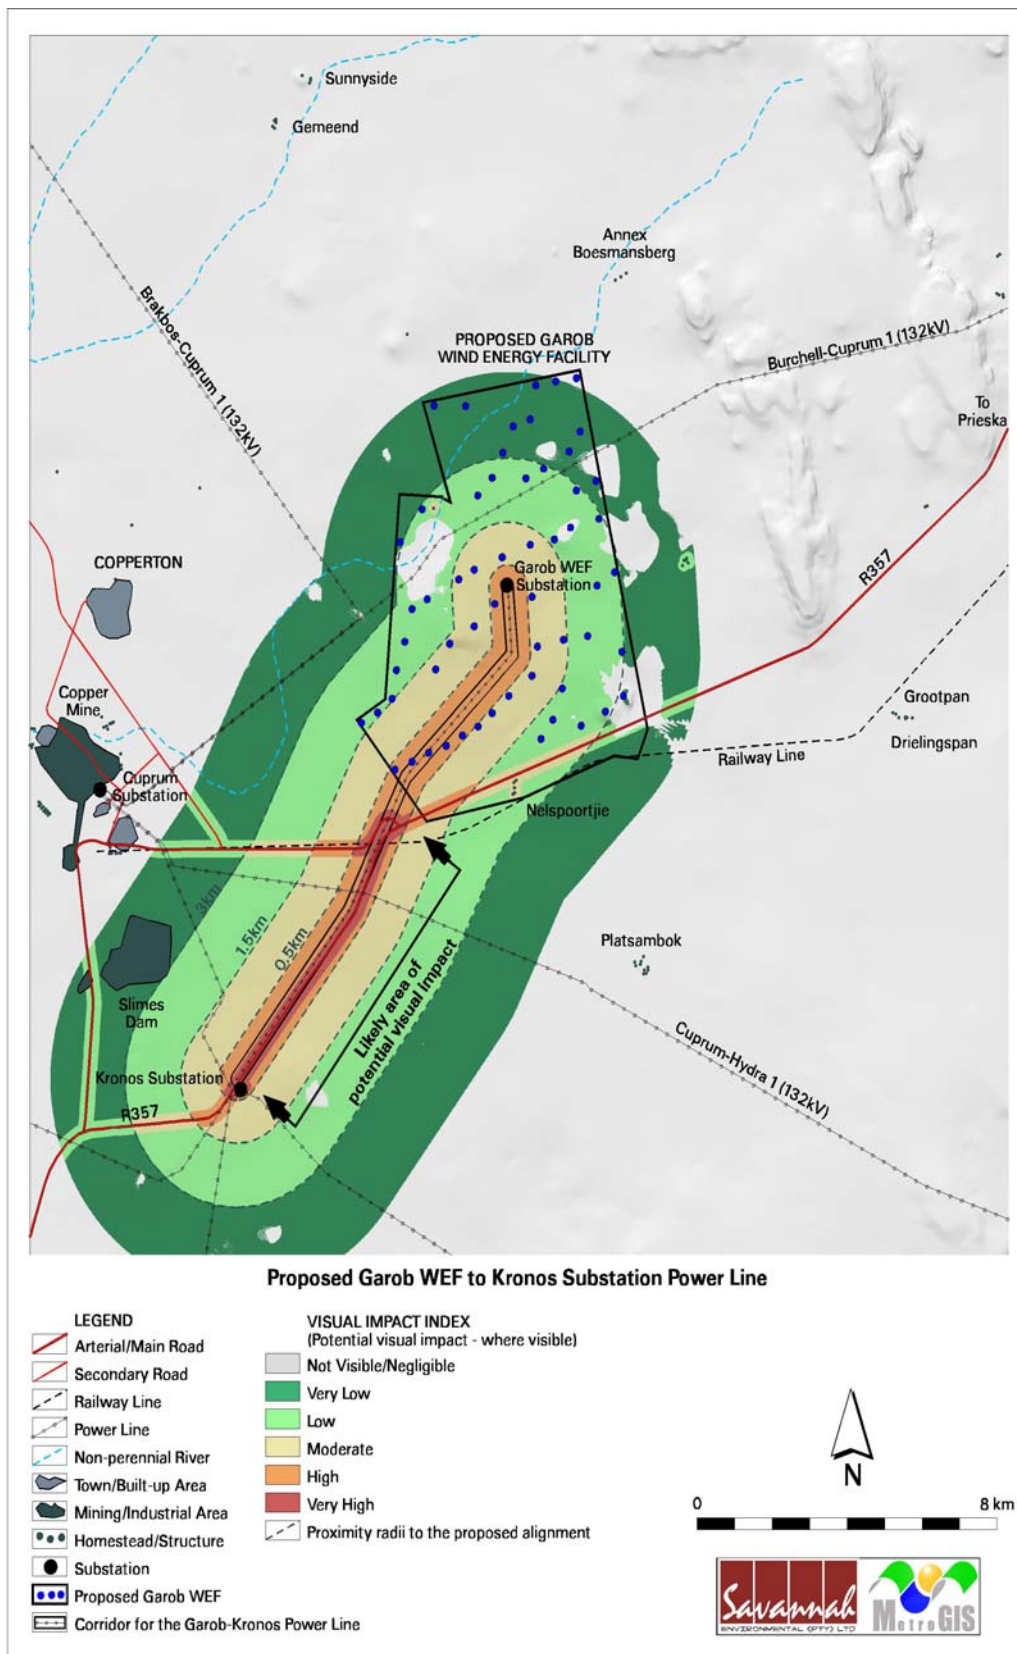 Sunnyside
Gemeend
Annex
Boesmansberg
Brakbos-Cuprum 1 (132kV)
PROPOSED GAROB
WIND ENERGY FACILITY
Burchell-Cuprum 1 (132kV)
To
Prieska
R357
COPPERTON
Garob WEF
Substation
Copper
Mine
Cuprum
Substation
Grootpan
Drielingspan
Railway Line
Nelspoortjie
3km
1.5km
0.5km
Likely area of
potential visual impact
Platsambok
Slimes
Dam
Cuprum-Hydra 1 (132kV)
Kronos Substation
R357
Proposed Garob WEF to Kronos Substation Power Line
LEGEND
Arterial/Main Road
Secondary Road
Railway Line
Power Line
Non-perennial River
Town/Built-up Area
Mining/Industrial Area
Homestead/Structure
Substation
Proposed Garob WEF
Corridor for the Garob-Kronos Power Line
VISUAL IMPACT INDEX
(Potential visual impact - where visible)
Not Visible/Negligible
Very Low
Low
Moderate
High
Very High
Proximity radii to the proposed alignment
N
0 8 km
Savannah
ENVIRONMENTAL (PTY) LTD
MetroGIS